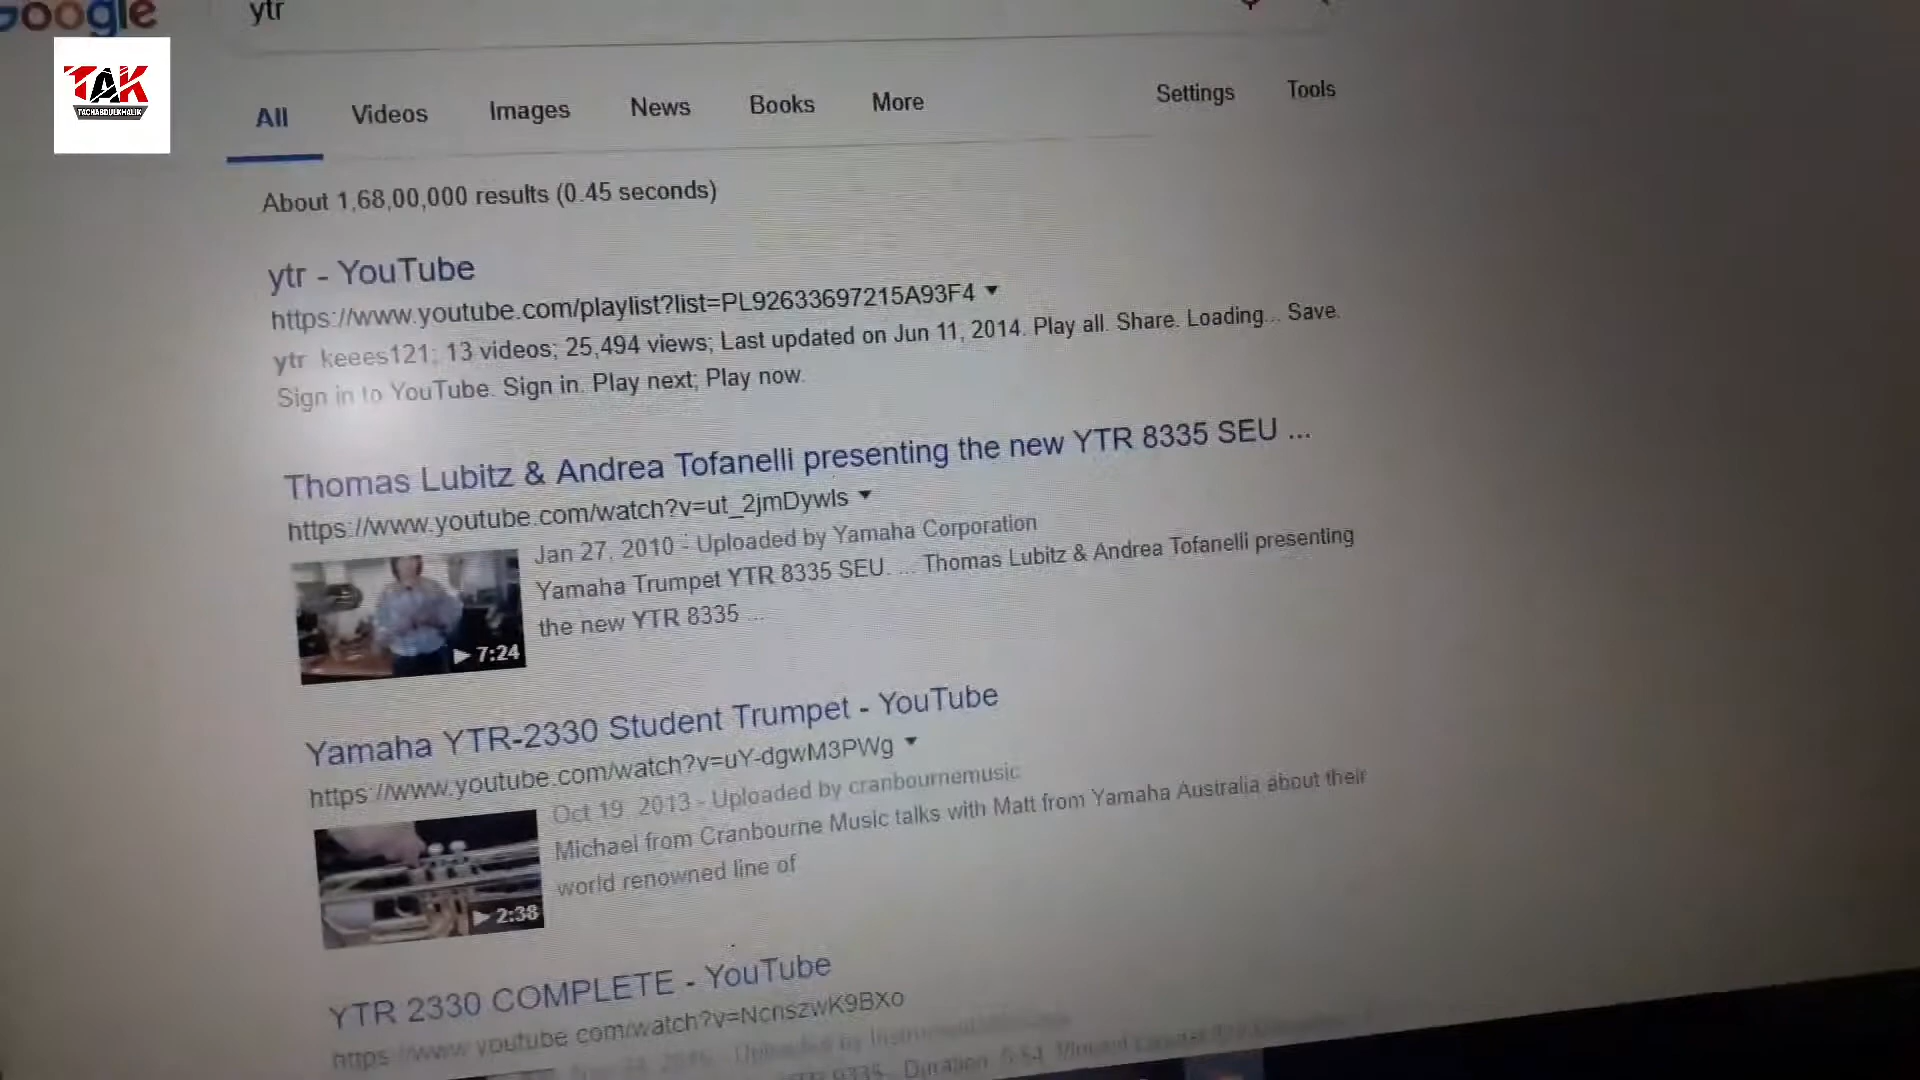 Google
ytr
TAK
TACHABDULKHALIK
All Videos Images News Books More Settings Tools
About 1,68,00,000 results (0.45 seconds)
ytr - YouTube
https://www.youtube.com/playlist?list=PL92633697215A93F4
ytr keees121; 13 videos; 25,494 views; Last updated on Jun 11, 2014. Play all. Share. Loading... Save.
Sign in to YouTube. Sign in. Play next; Play now.
Thomas Lubitz & Andrea Tofanelli presenting the new YTR 8335 SEU ...
https://www.youtube.com/watch?v=ut_2jmDywls
Jan 27, 2010 - Uploaded by Yamaha Corporation
Yamaha Trumpet YTR 8335 SEU. ... Thomas Lubitz & Andrea Tofanelli presenting
the new YTR 8335 ...
7:24
Yamaha YTR-2330 Student Trumpet - YouTube
https://www.youtube.com/watch?v=uY-dgwM3PWg
Oct 19 2013 - Uploaded by cranbournemusic
Michael from Cranbourne Music talks with Matt from Yamaha Australia about their
world renowned line of
2:38
YTR 2330 COMPLETE - YouTube
https://www.youtube.com/watch?v=NcnszwK9BXo
Uploaded by
Duration